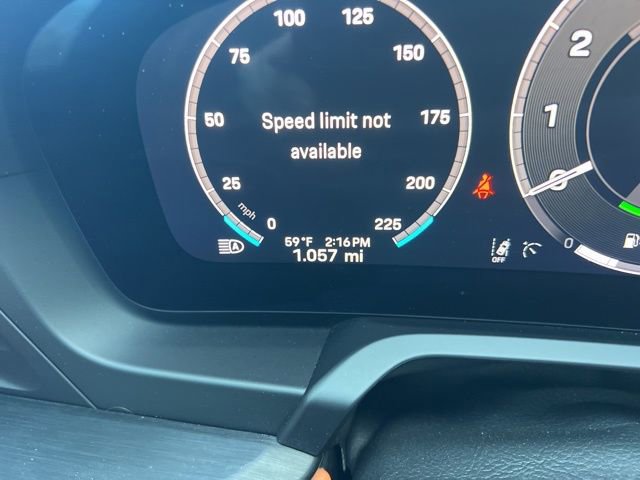 100 125
75 150
50 Speed limit not 175
available
25 200
mph
0 225
A 59°F 2:16 PM
1.057 mi
OFF
2
1
0
0